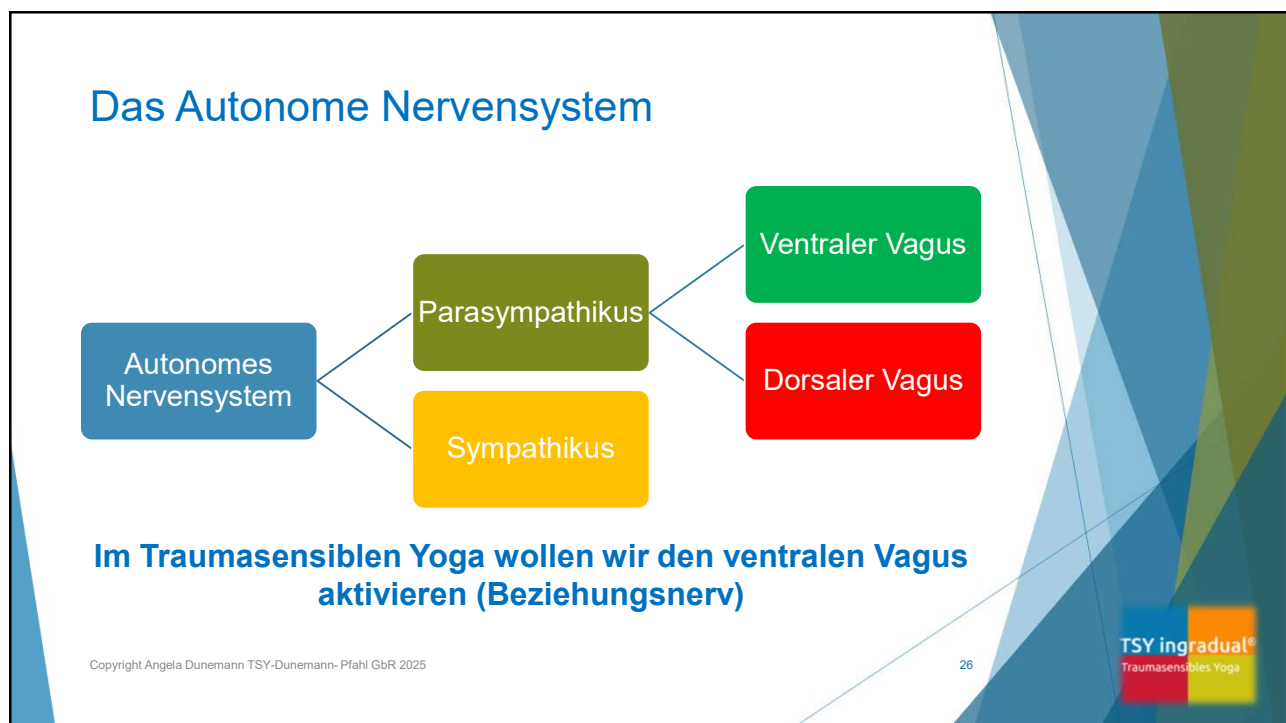 Das Autonome Nervensystem
Ventraler Vagus
Parasympathikus
Autonomes
Nervensystem
Dorsaler Vagus
Sympathikus
Im Traumasensiblen Yoga wollen wir den ventralen Vagus
aktivieren (Beziehungsnerv)
Copyright Angela Dunemann TSY-Dunemann- Pfahl GbR 2025
26
TSY ingradual®
Traumasensibles Yoga